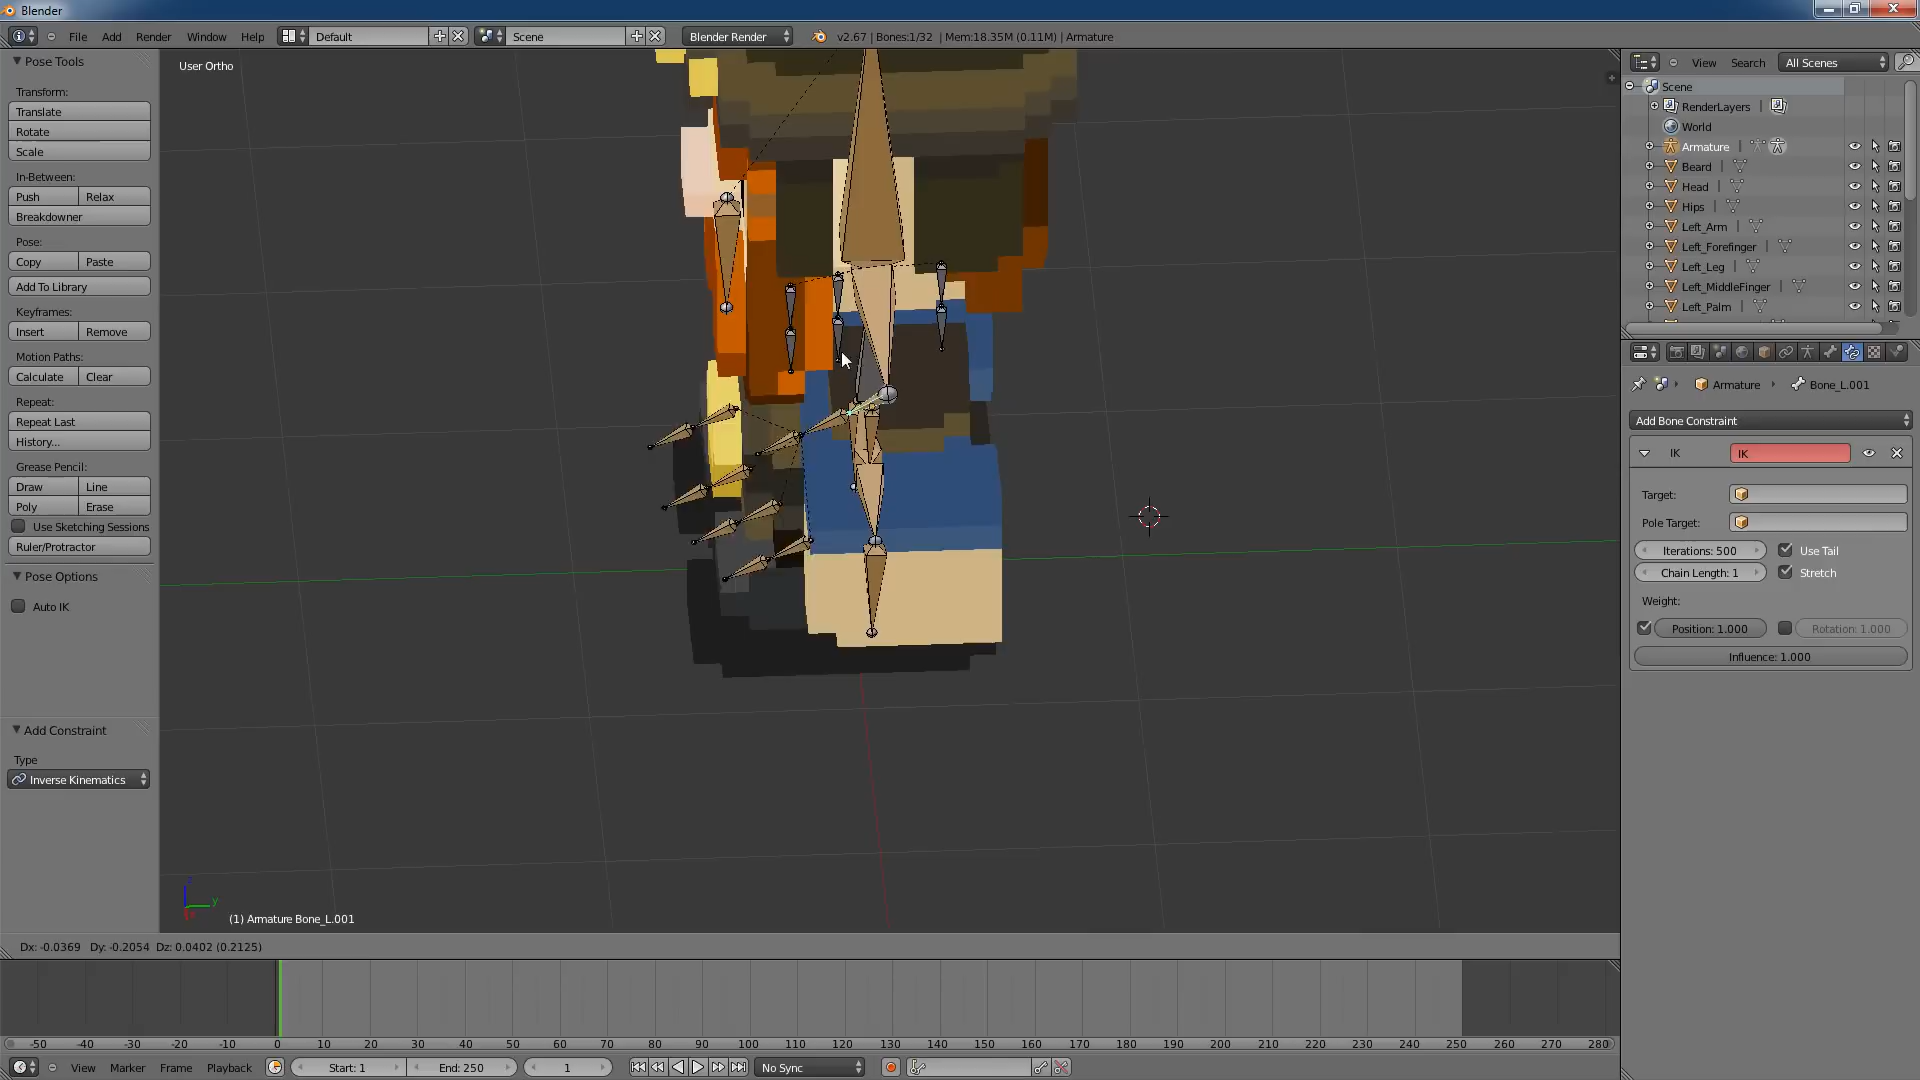 Blender
File Add Render Window Help Default Scene Blender Render v2.67 | Bones:1/32 | Mem:18.35M (0.11M) | Armature
Pose Tools
User Ortho
Transform:
Translate
Rotate
Scale
In-Between:
Push Relax
Breakdowner
Pose:
Copy Paste
Add To Library
Keyframes:
Insert Remove
Motion Paths:
Calculate Clear
Repeat:
Repeat Last
History...
Grease Pencil:
Draw Line
Poly Erase
Use Sketching Sessions
Ruler/Protractor
Pose Options
Auto IK
Add Constraint
Type
Inverse Kinematics
z
y
(1) Armature Bone_L.001
Dx: -0.0369 Dy: -0.2054 Dz: 0.0402 (0.2125)
View Search All Scenes
Scene
RenderLayers |
World
Armature |
Beard |
Head |
Hips |
Left_Arm |
Left_Forefinger |
Left_Leg |
Left_MiddleFinger |
Left_Palm |
Armature Bone_L.001
Add Bone Constraint
IK IK
Target:
Pole Target:
Iterations: 500 Use Tail
Chain Length: 1 Stretch
Weight:
Position: 1.000 Rotation: 1.000
Influence: 1.000
-50 -40 -30 -20 -10 0 10 20 30 40 50 60 70 80 90 100 110 120 130 140 150 160 170 180 190 200 210 220 230 240 250 260 270 280
View Marker Frame Playback Start: 1 End: 250 1 No Sync